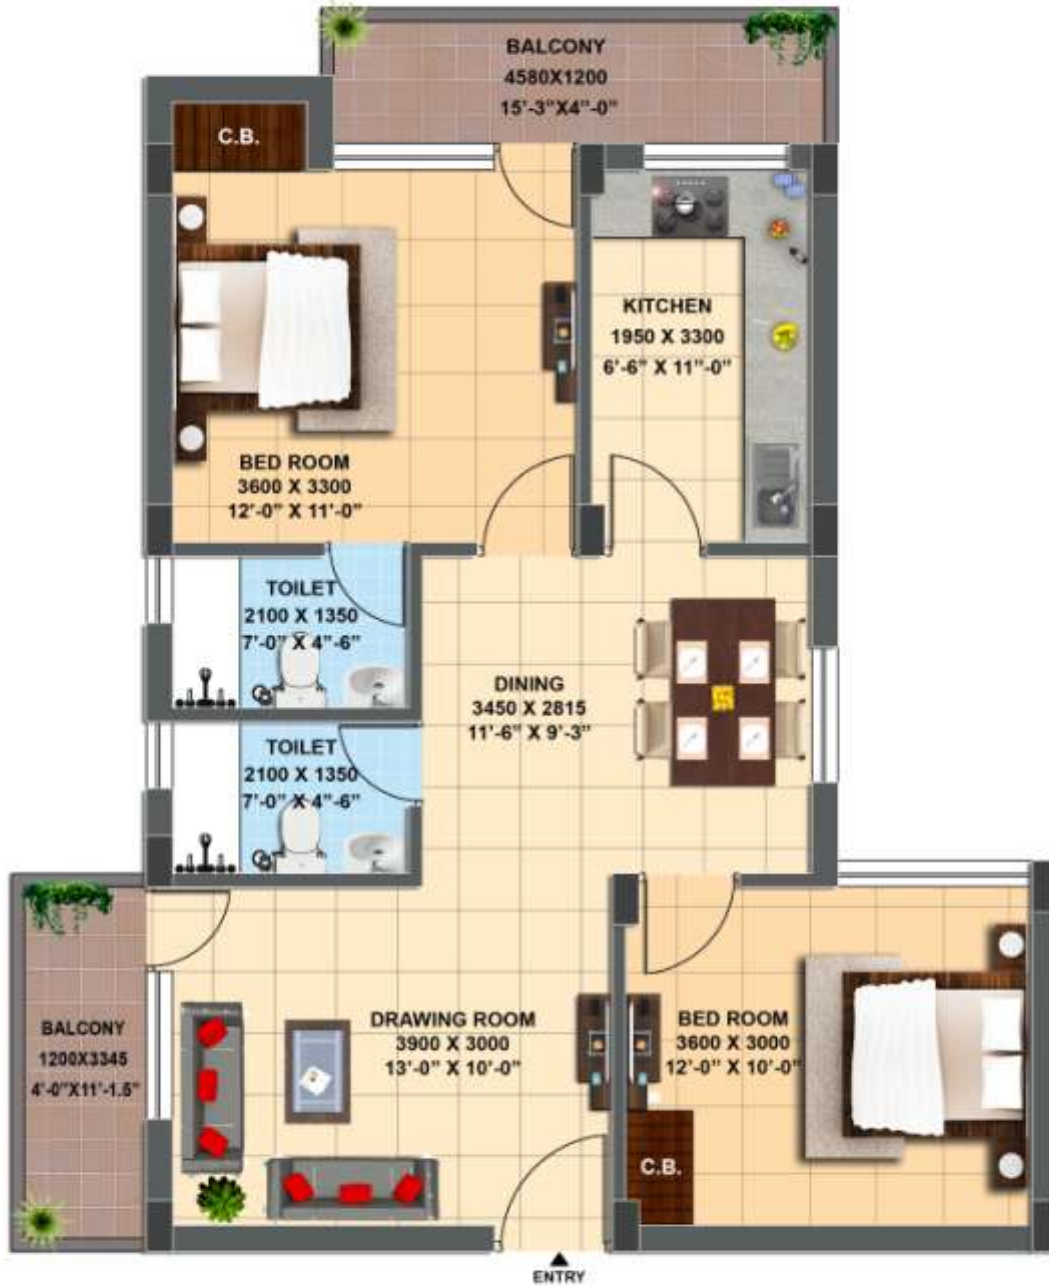 BALCONY
4580X1200
15'-3"X4"-0"
C.B.
KITCHEN
1950 X 3300
6'-6" X 11"-0"
BED ROOM
3600 X 3300
12'-0" X 11'-0"
TOILET
2100 X 1350
7'-0" X 4"-6"
DINING
3450 X 2815
11'-6" X 9'-3"
TOILET
2100 X 1350
7'-0" X 4"-6"
BALCONY
1200X3345
4'-0"X11'-1.5"
DRAWING ROOM
3900 X 3000
13'-0" X 10'-0"
BED ROOM
3600 X 3000
12'-0" X 10'-0"
C.B.
ENTRY